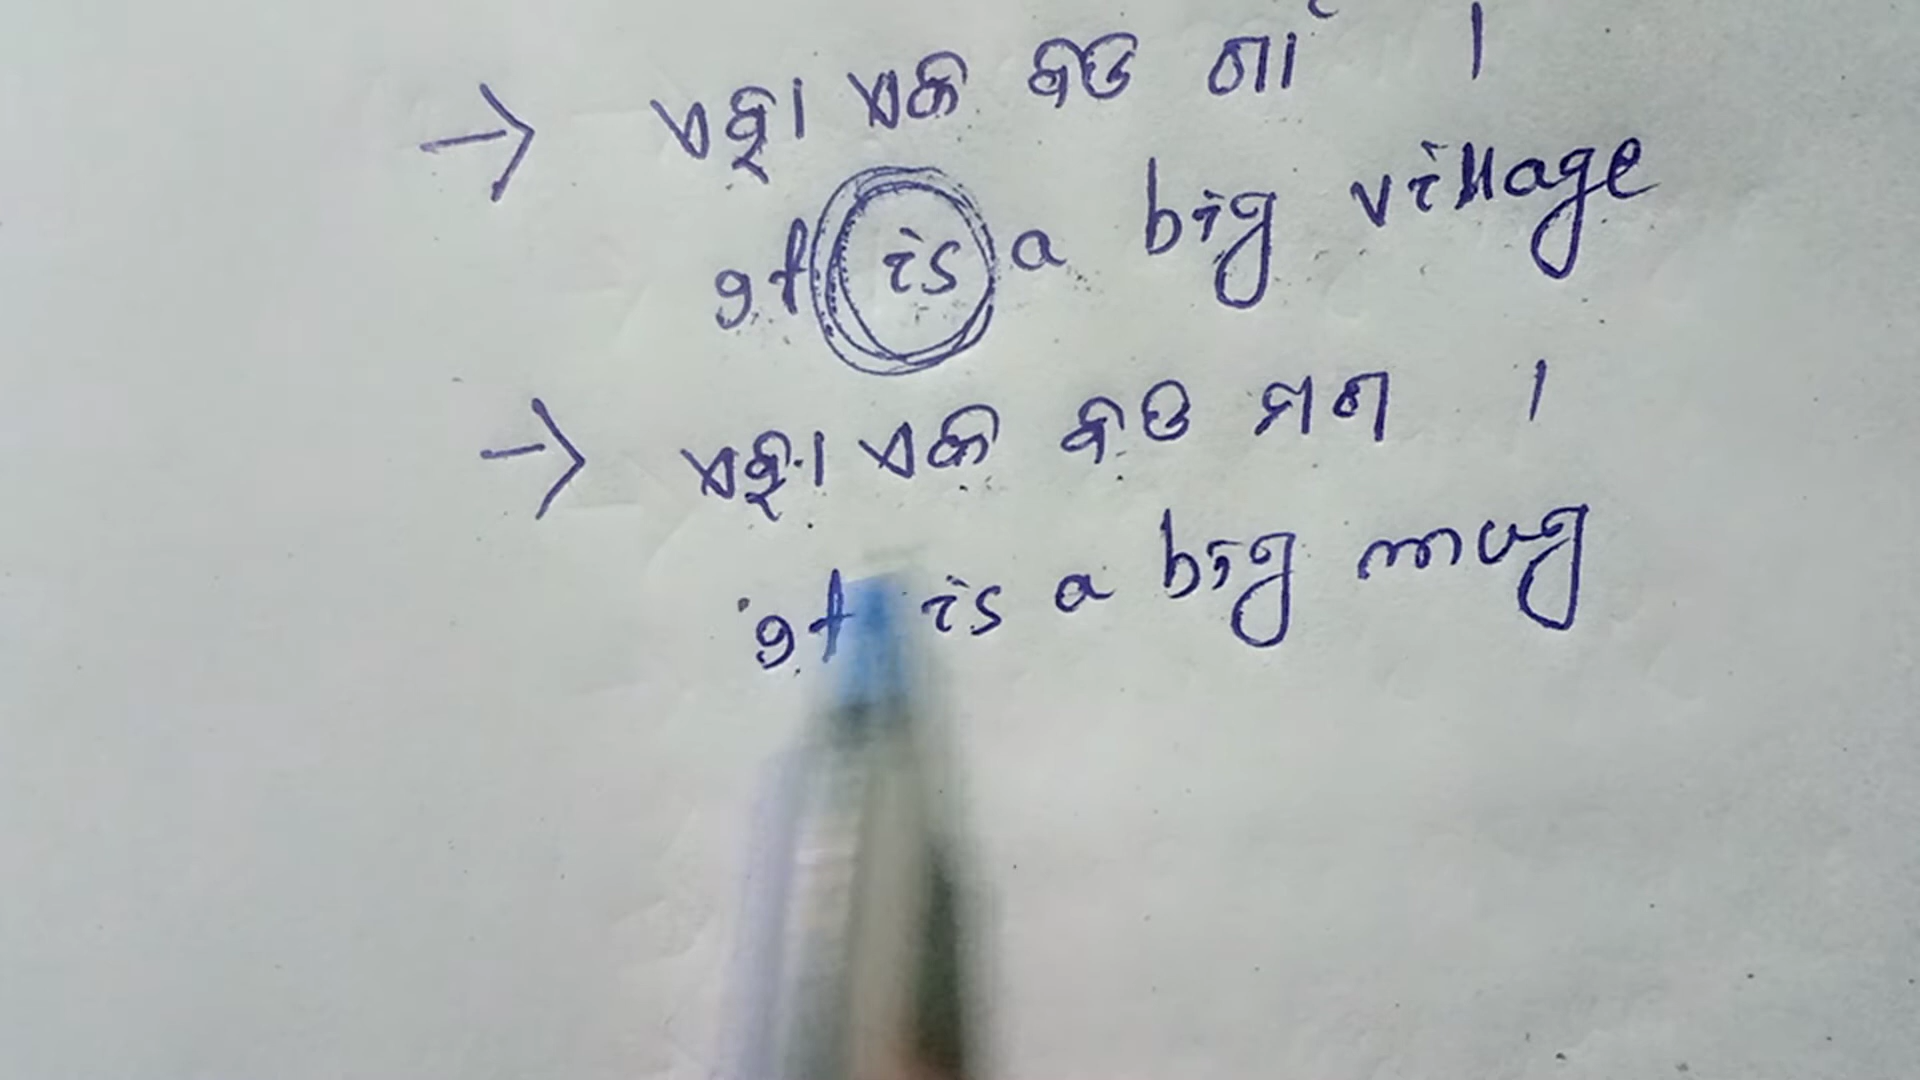 ଏହା ଏକ ବଡ ଗାଁ ।
It is a big village
ଏହା ଏକ ବଡ ମଗ ।
It is a big mug